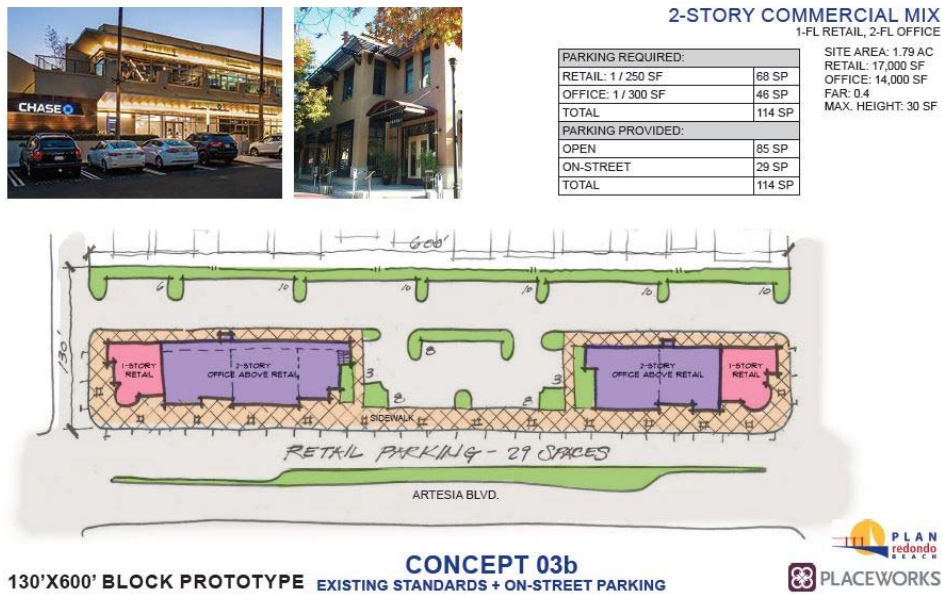 2-STORY COMMERCIAL MIX
1-FL RETAIL, 2-FL OFFICE
CHASE
PARKING REQUIRED:
RETAIL: 1 / 250 SF 68 SP
OFFICE: 1 / 300 SF 46 SP
TOTAL 114 SP
PARKING PROVIDED:
OPEN 85 SP
ON-STREET 29 SP
TOTAL 114 SP
SITE AREA: 1.79 AC
RETAIL: 17,000 SF
OFFICE: 14,000 SF
FAR: 0.4
MAX. HEIGHT: 30 SF
600'
6 10 10 10 10 10
130'
8
1-STORY
RETAIL
2-STORY
OFFICE ABOVE RETAIL
3
3
2-STORY
OFFICE ABOVE RETAIL
1-STORY
RETAIL
8 8
SIDEWALK
RETAIL PARKING - 29 SPACES
ARTESIA BLVD.
PLAN
redondo
BEACH
130'X600' BLOCK PROTOTYPE
CONCEPT 03b
EXISTING STANDARDS + ON-STREET PARKING
PLACEWORKS